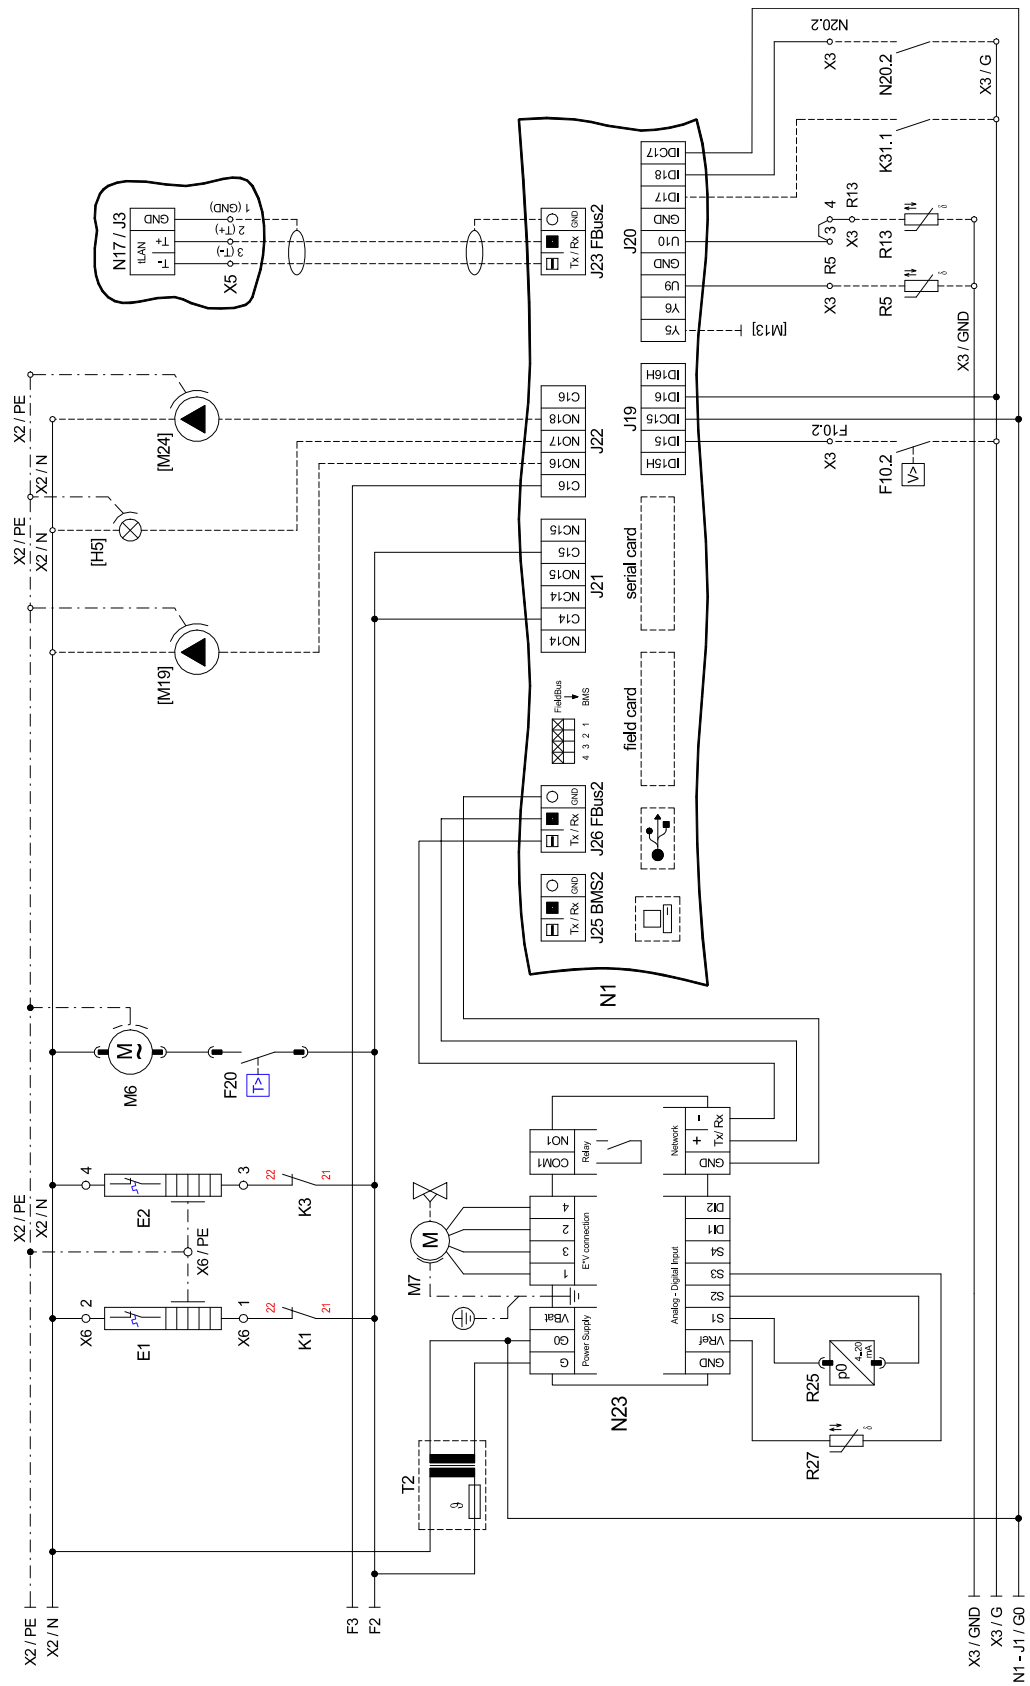 X2 / PE
X2 / N
F3
F2
X3 / GND
X3 / G
N1 - J1 / G0
T2
ϑ
X6
2
E1
X6
1
22
21
K1
X2 / PE
X2 / N
4
E2
3
22
21
K3
X6 / PE
M6
M
~
F20
T>
M7
M
N23
G
G0
VBat
Power Supply
1
3
2
4
E*V connection
COM1
NO1
Relay
GND
VRef
S1
S2
S3
S4
DI1
DI2
Analog - Digital Input
GND
+
-
Tx/ Rx
Network
R27
R25
p0
4-20
mA
N1
Tx / Rx
GND
J25 BMS2
Tx / Rx
GND
J26 FBus2
4 3 2 1
FieldBus
BMS
field card
serial card
NO14
C14
NC14
NO15
C15
NC15
J21
C16
NO16
NO17
NO18
C16
J22
Tx / Rx
GND
J23 FBus2
ID15H
ID15
IDC15
ID16
ID16H
J19
Y5
Y6
U9
GND
U10
GND
ID17
ID18
IDC17
J20
[M13]
[M19]
[H5]
[M24]
X2 / PE
X2 / N
X2 / PE
X2 / N
N17 / J3
tLAN
T-
T+
GND
3 (T-)
2 (T+)
1 (GND)
X5
X3
F10.2
F10.2
V>
X3
R5
R5
δ
3
4
X3
R13
R13
δ
K31.1
X3
N20.2
N20.2
X3 / G
X3 / GND